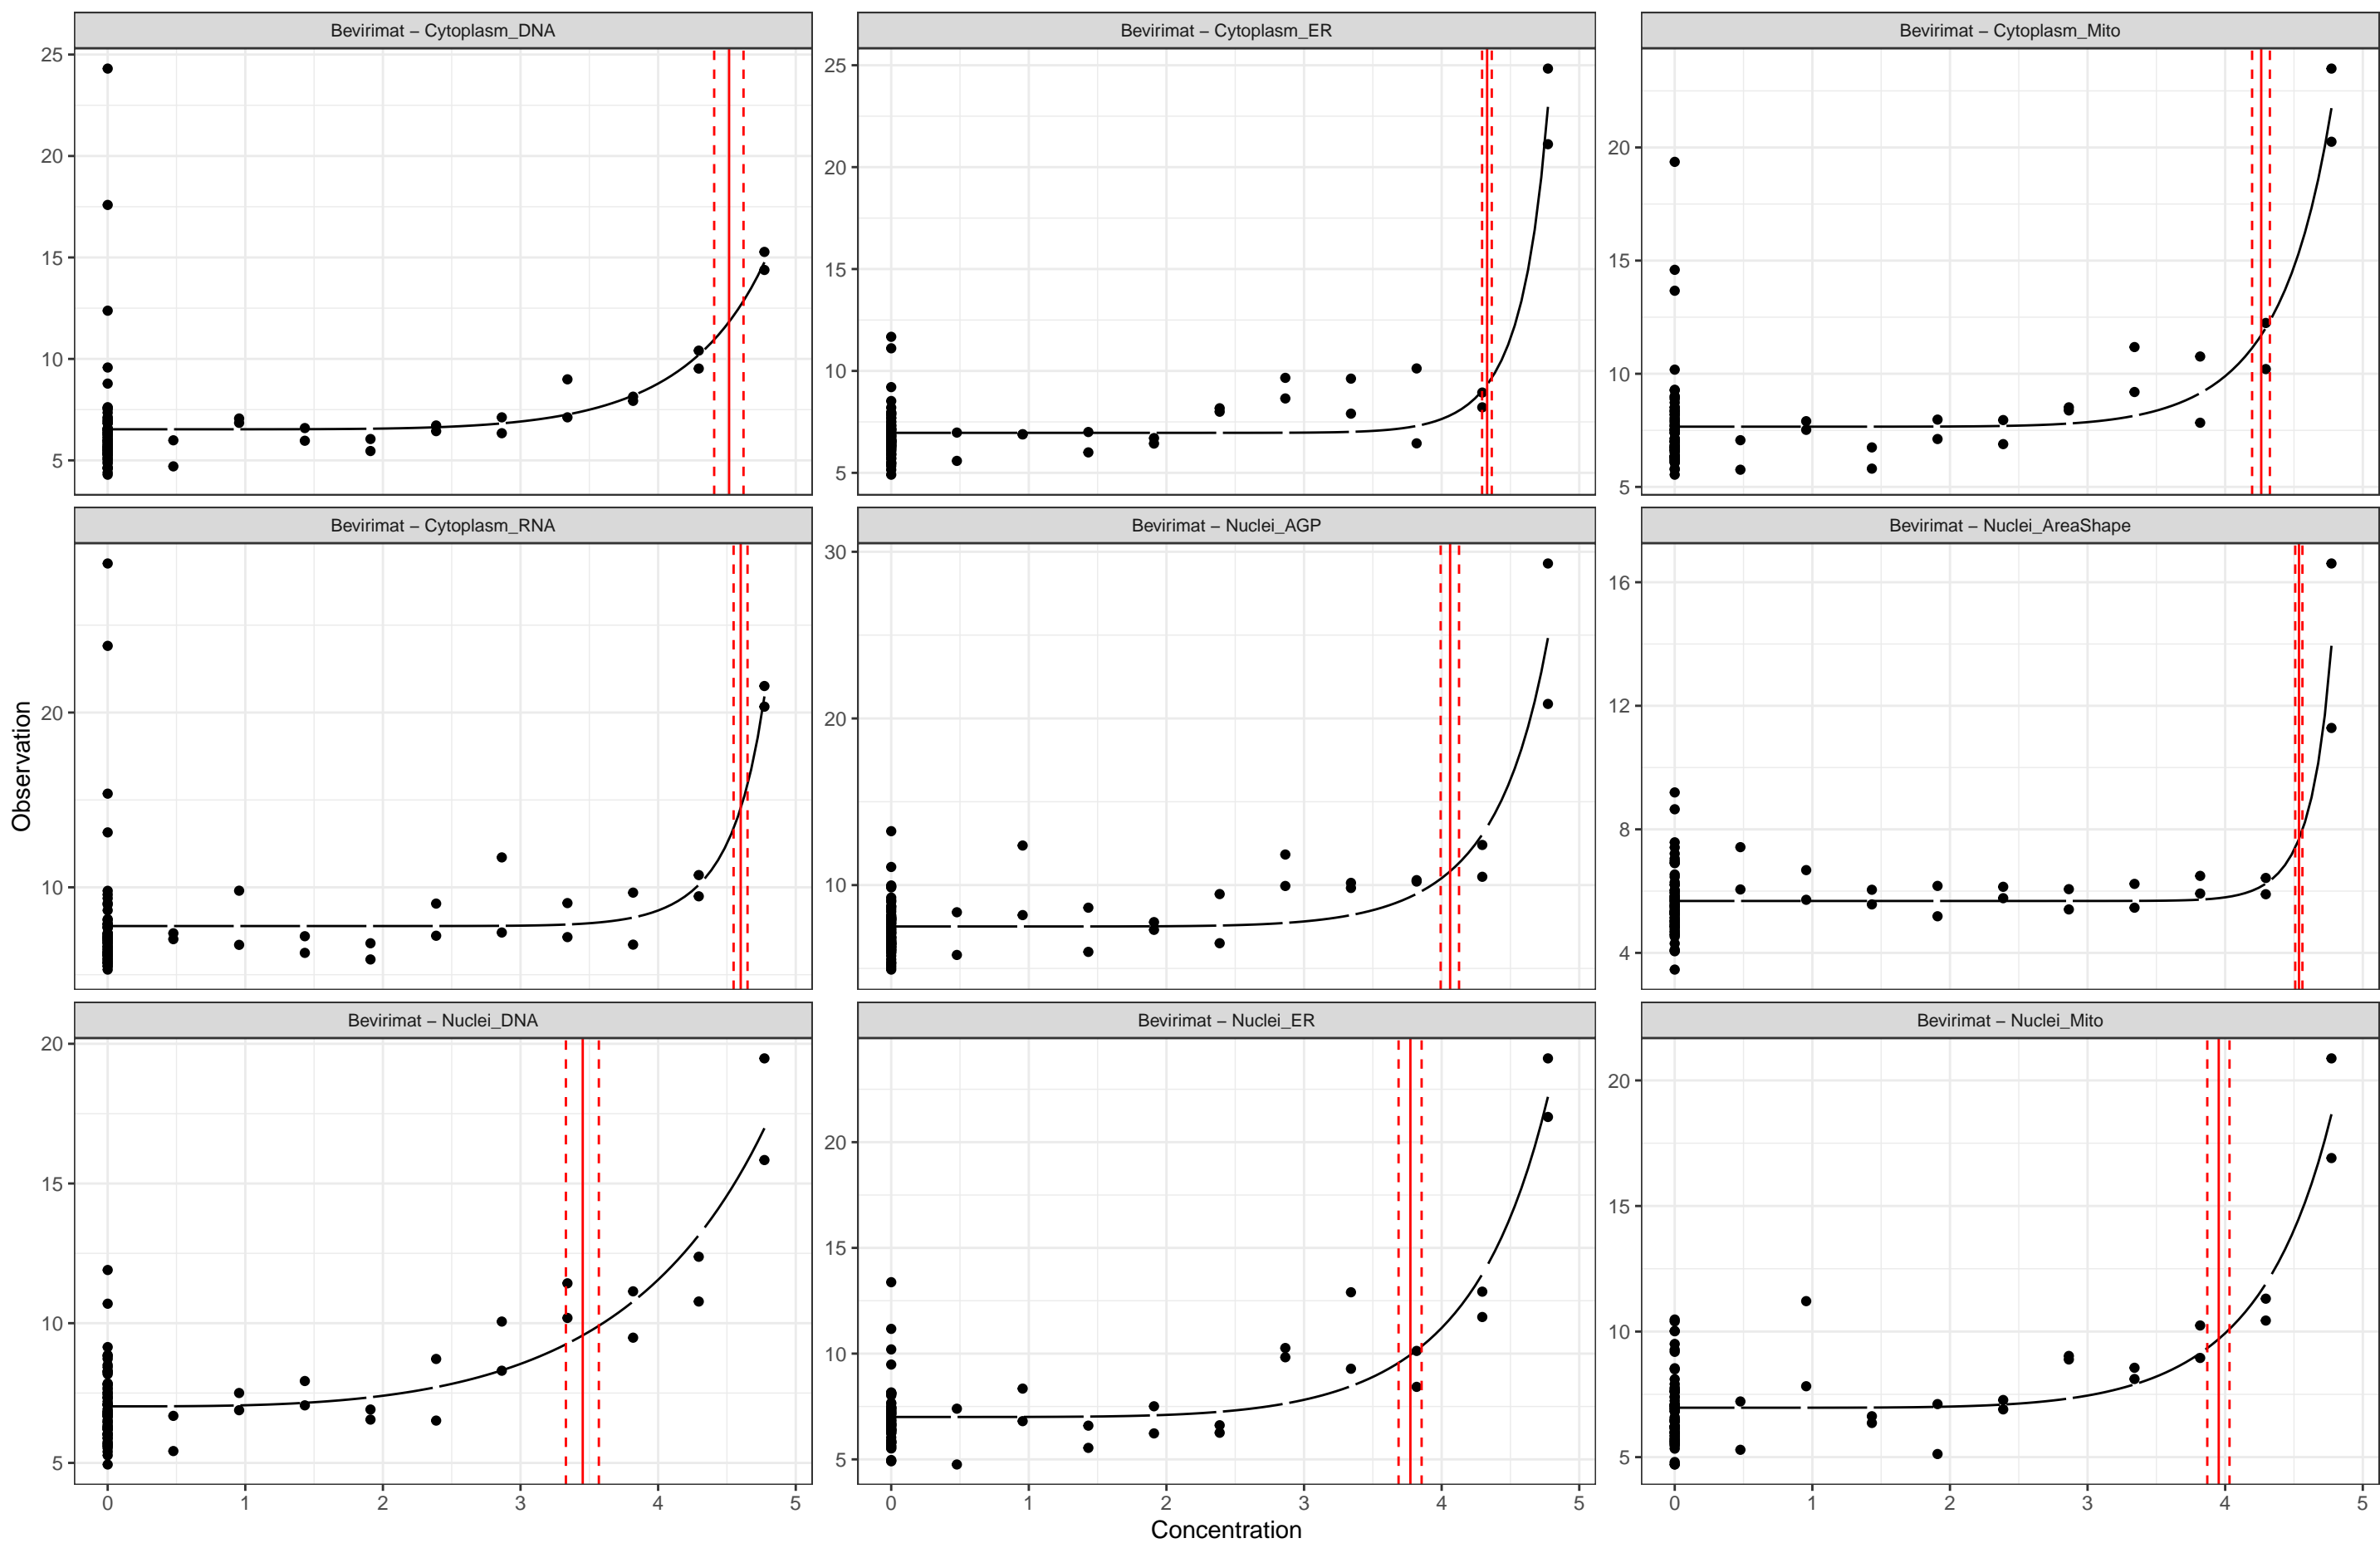 Bevirimat – Cytoplasm_DNA
Bevirimat – Cytoplasm_ER
Bevirimat – Cytoplasm_Mito
25
20
15
10
5
25
20
15
10
5
20
15
10
5
Bevirimat – Cytoplasm_RNA
Bevirimat – Nuclei_AGP
Bevirimat – Nuclei_AreaShape
20
10
30
20
10
16
12
8
4
Observation
Bevirimat – Nuclei_DNA
Bevirimat – Nuclei_ER
Bevirimat – Nuclei_Mito
20
15
10
5
20
15
10
5
20
15
10
5
0 1 2 3 4 5
0 1 2 3 4 5
0 1 2 3 4 5
Concentration